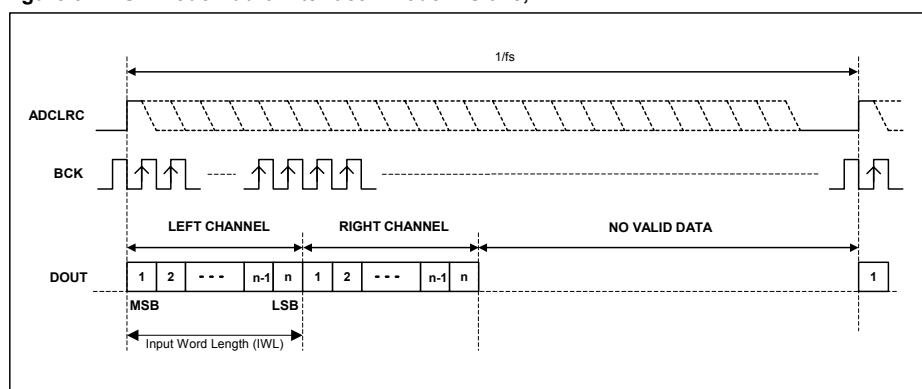 1/fs
ADCLRC
BCK
LEFT CHANNEL RIGHT CHANNEL NO VALID DATA
DOUT 1 2 - - - n-1 n 1 2 - - - n-1 n 1
MSB LSB
Input Word Length (IWL)